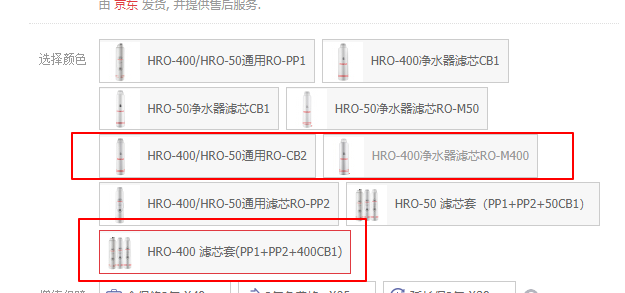 由 京东 发货, 并提供售后服务.
选择颜色
HRO-400/HRO-50通用RO-PP1
HRO-400净水器滤芯CB1
HRO-50净水器滤芯CB1
HRO-50净水器滤芯RO-M50
HRO-400/HRO-50通用RO-CB2
HRO-400净水器滤芯RO-M400
HRO-400/HRO-50通用滤芯RO-PP2
HRO-50 滤芯套（PP1+PP2+50CB1）
HRO-400 滤芯套(PP1+PP2+400CB1)